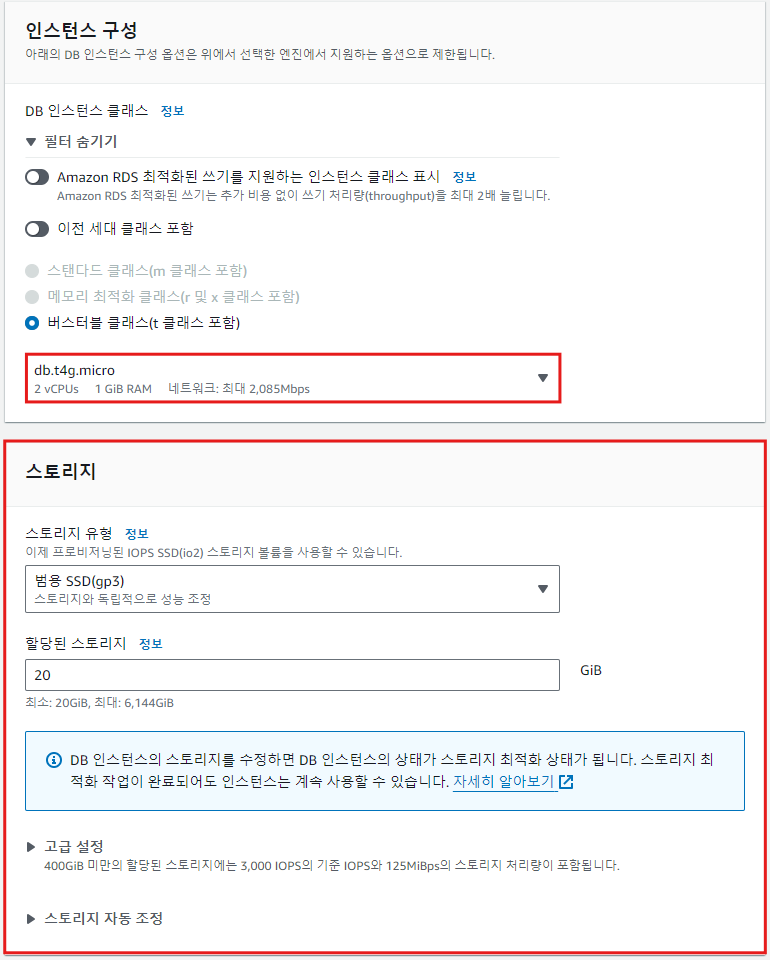 인스턴스 구성
아래의 DB 인스턴스 구성 옵션은 위에서 선택한 엔진에서 지원하는 옵션으로 제한됩니다.
DB 인스턴스 클래스 정보
필터 숨기기
Amazon RDS 최적화된 쓰기를 지원하는 인스턴스 클래스 표시 정보
Amazon RDS 최적화된 쓰기는 추가 비용 없이 쓰기 처리량(throughput)을 최대 2배 늘립니다.
이전 세대 클래스 포함
스탠다드 클래스(m 클래스 포함)
메모리 최적화 클래스(r 및 x 클래스 포함)
버스터블 클래스(t 클래스 포함)
db.t4g.micro
2 vCPUs 1 GiB RAM 네트워크: 최대 2,085Mbps
스토리지
스토리지 유형 정보
이제 프로비저닝된 IOPS SSD(io2) 스토리지 볼륨을 사용할 수 있습니다.
범용 SSD(gp3)
스토리지와 독립적으로 성능 조정
할당된 스토리지 정보
20 GiB
최소: 20GiB, 최대: 6,144GiB
DB 인스턴스의 스토리지를 수정하면 DB 인스턴스의 상태가 스토리지 최적화 상태가 됩니다. 스토리지 최
적화 작업이 완료되어도 인스턴스는 계속 사용할 수 있습니다. 자세히 알아보기
고급 설정
400GiB 미만의 할당된 스토리지에는 3,000 IOPS의 기준 IOPS와 125MiBps의 스토리지 처리량이 포함됩니다.
스토리지 자동 조정